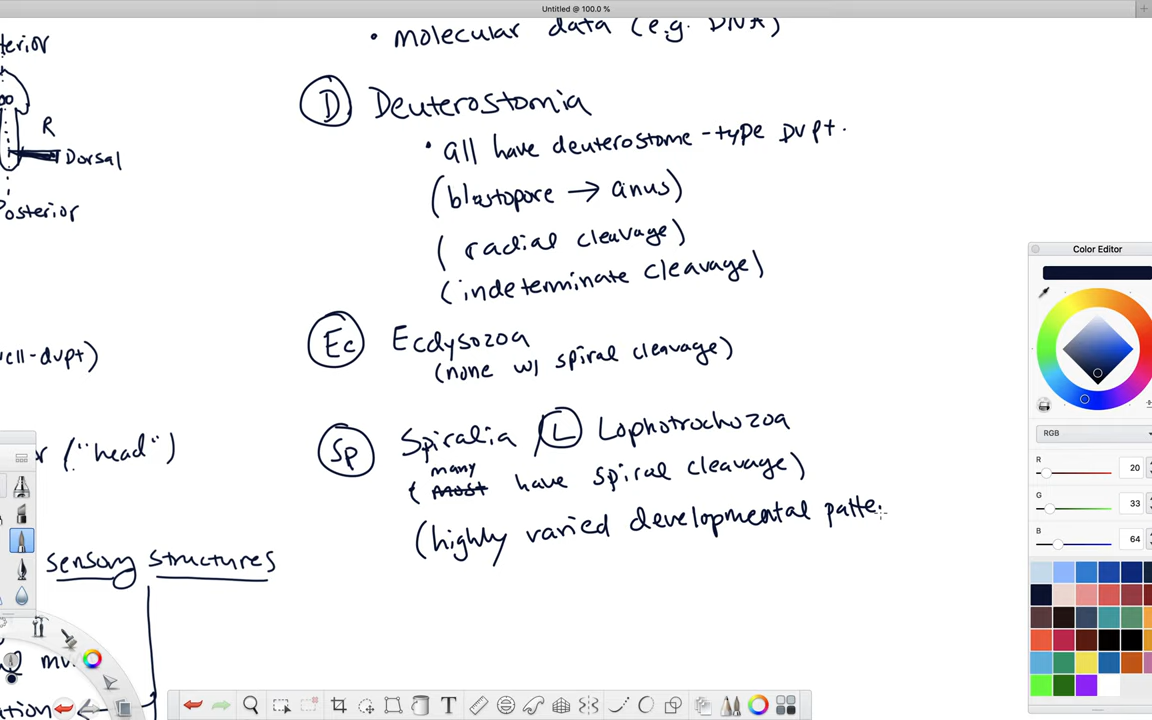 Untitled @ 100.0 %
terior
R
Dorsal
Posterior
• molecular data (e.g. DNA)
D Deuterostomia
• all have deuterostome-type Dvpt.
(blastopore → anus)
(radial cleavage)
(indeterminate cleavage)
Ec Ecdysozoa
(none w/ spiral cleavage)
Sp Spiralia / L Lophotrochozoa
many
(most have spiral cleavage)
(highly varied developmental patte
cell-dvpt)
r ("head")
sensory structures
ation
Color Editor
RGB
R 20
G 33
B 64
T